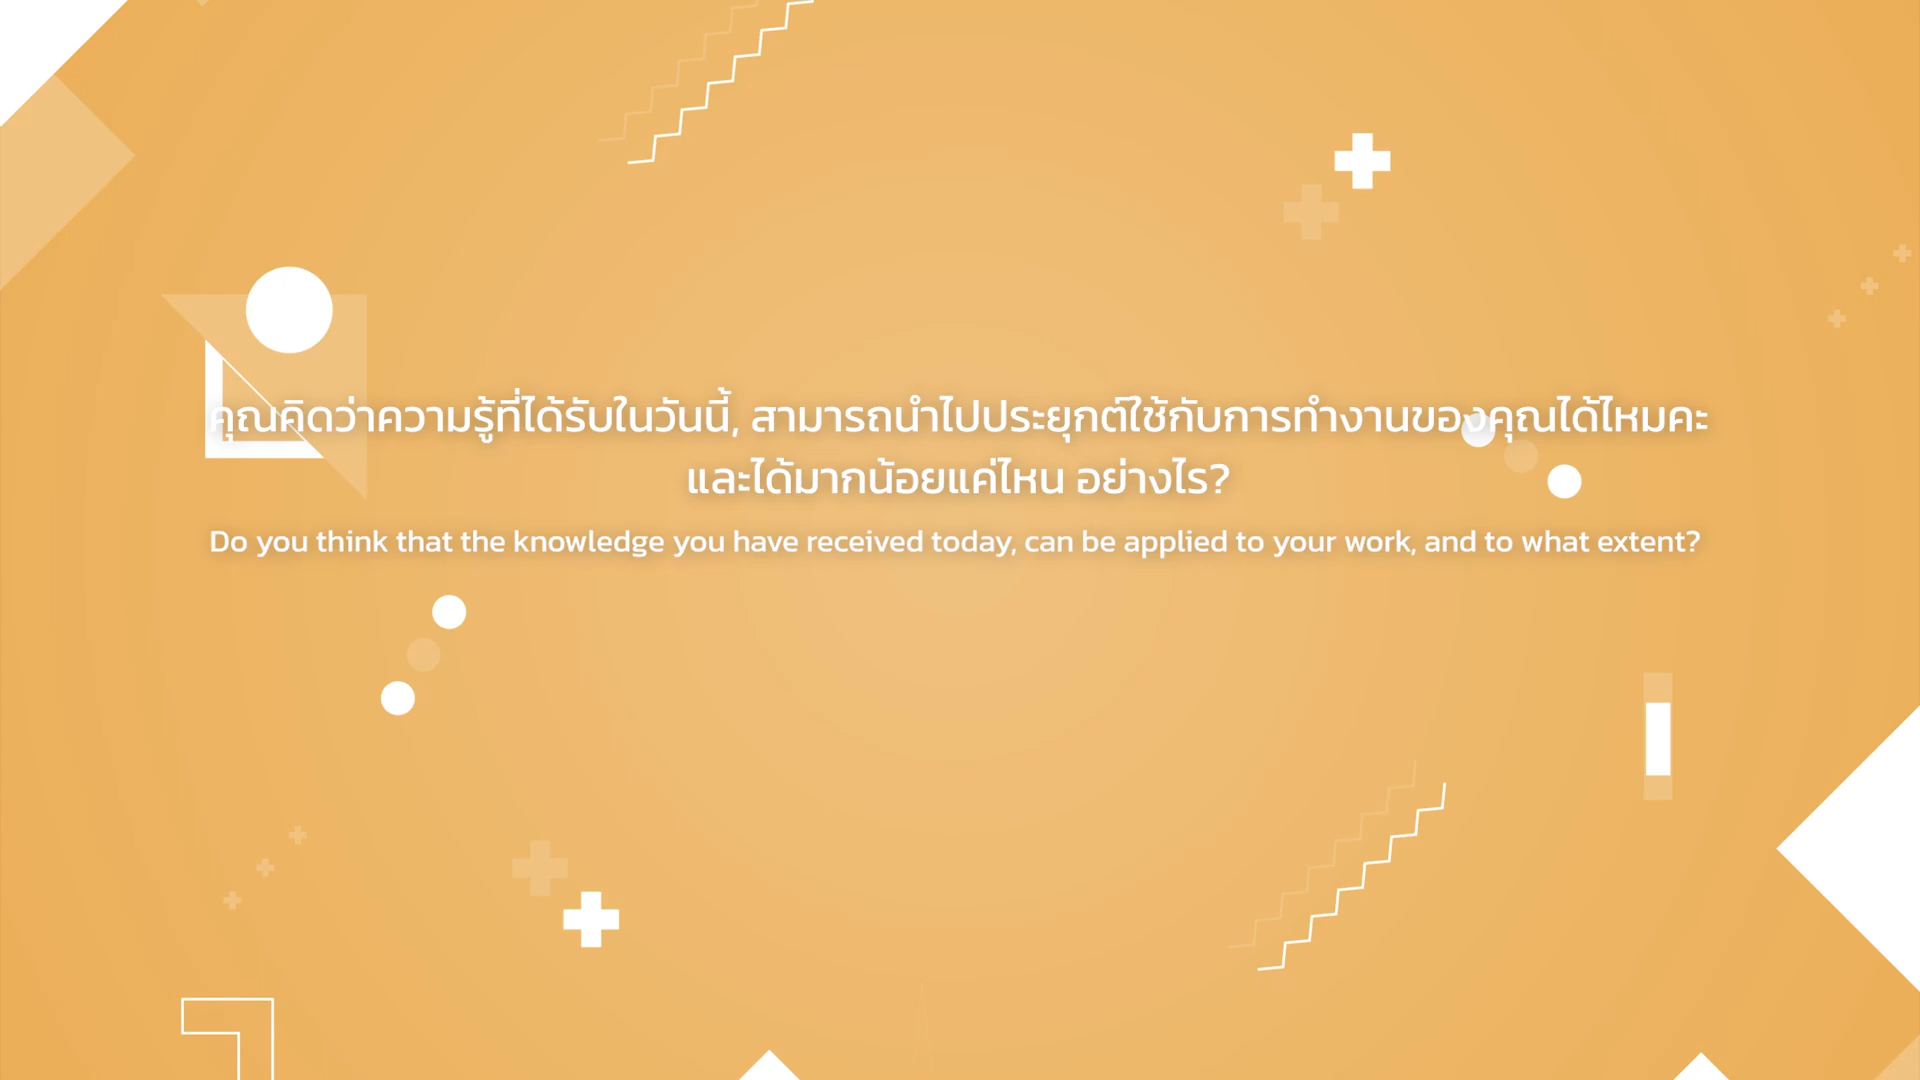 คุณคิดว่าความรู้ที่ได้รับในวันนี้, สามารถนำไปประยุกต์ใช้กับการทำงานของคุณได้ไหมคะ
และได้มากน้อยแค่ไหน อย่างไร?
Do you think that the knowledge you have received today, can be applied to your work, and to what extent?